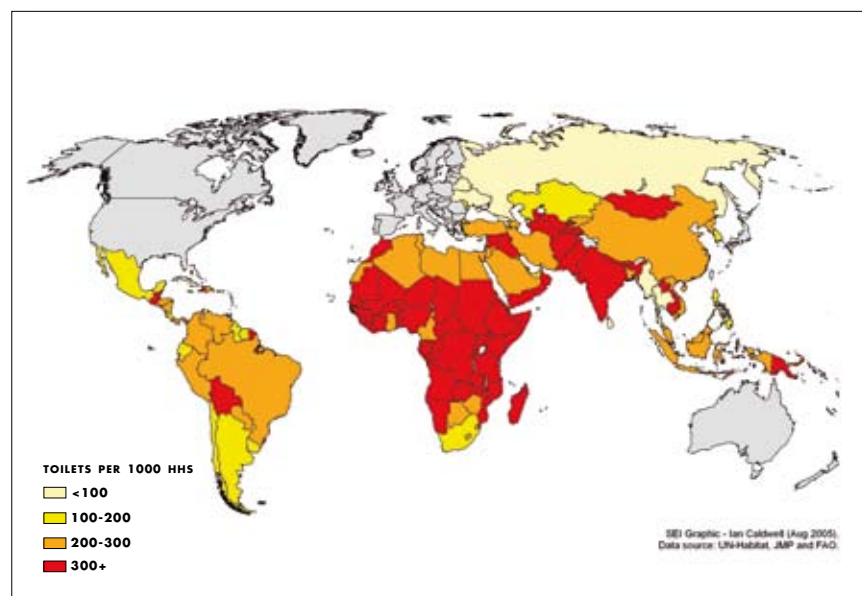 TOILETS PER 1000 HHS
<100
100-200
200-300
300+
SEI Graphic - Ian Caldwell (Aug 2005).
Data source: UN-Habitat, JMP and FAO.